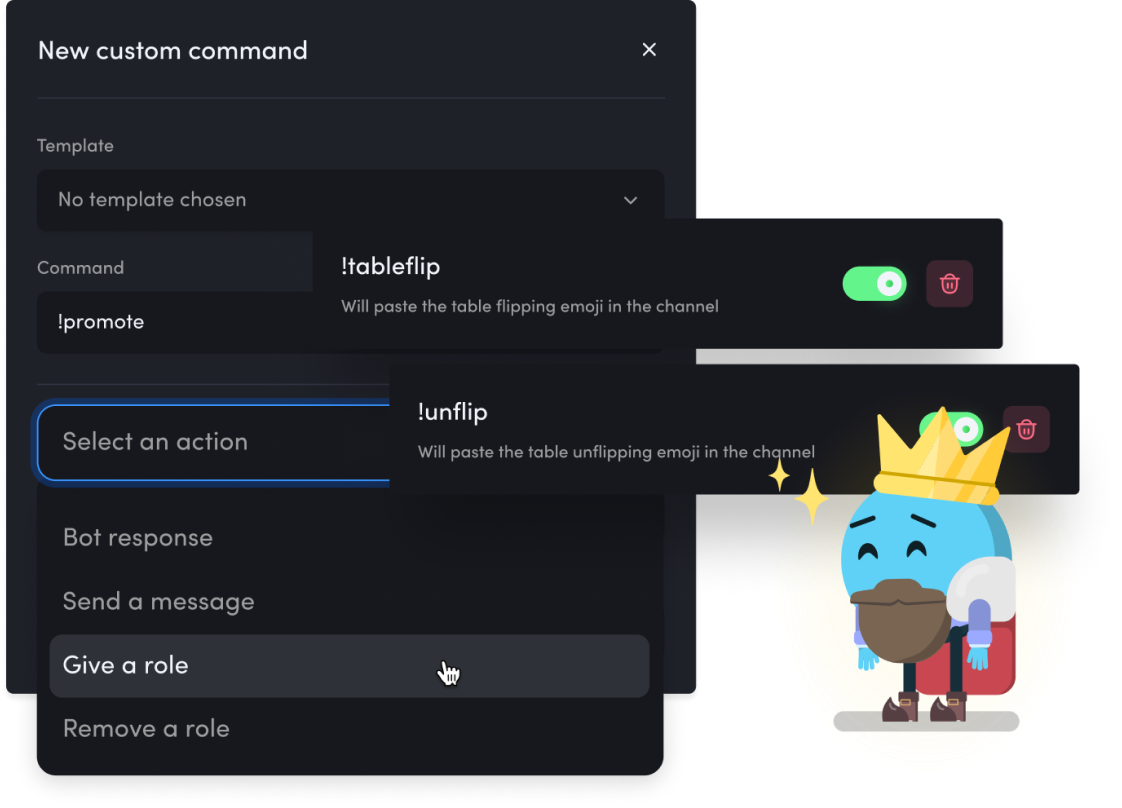 New custom command
Template
No template chosen
Command
!promote
!tableflip
Will paste the table flipping emoji in the channel
!unflip
Will paste the table unflipping emoji in the channel
Select an action
Bot response
Send a message
Give a role
Remove a role